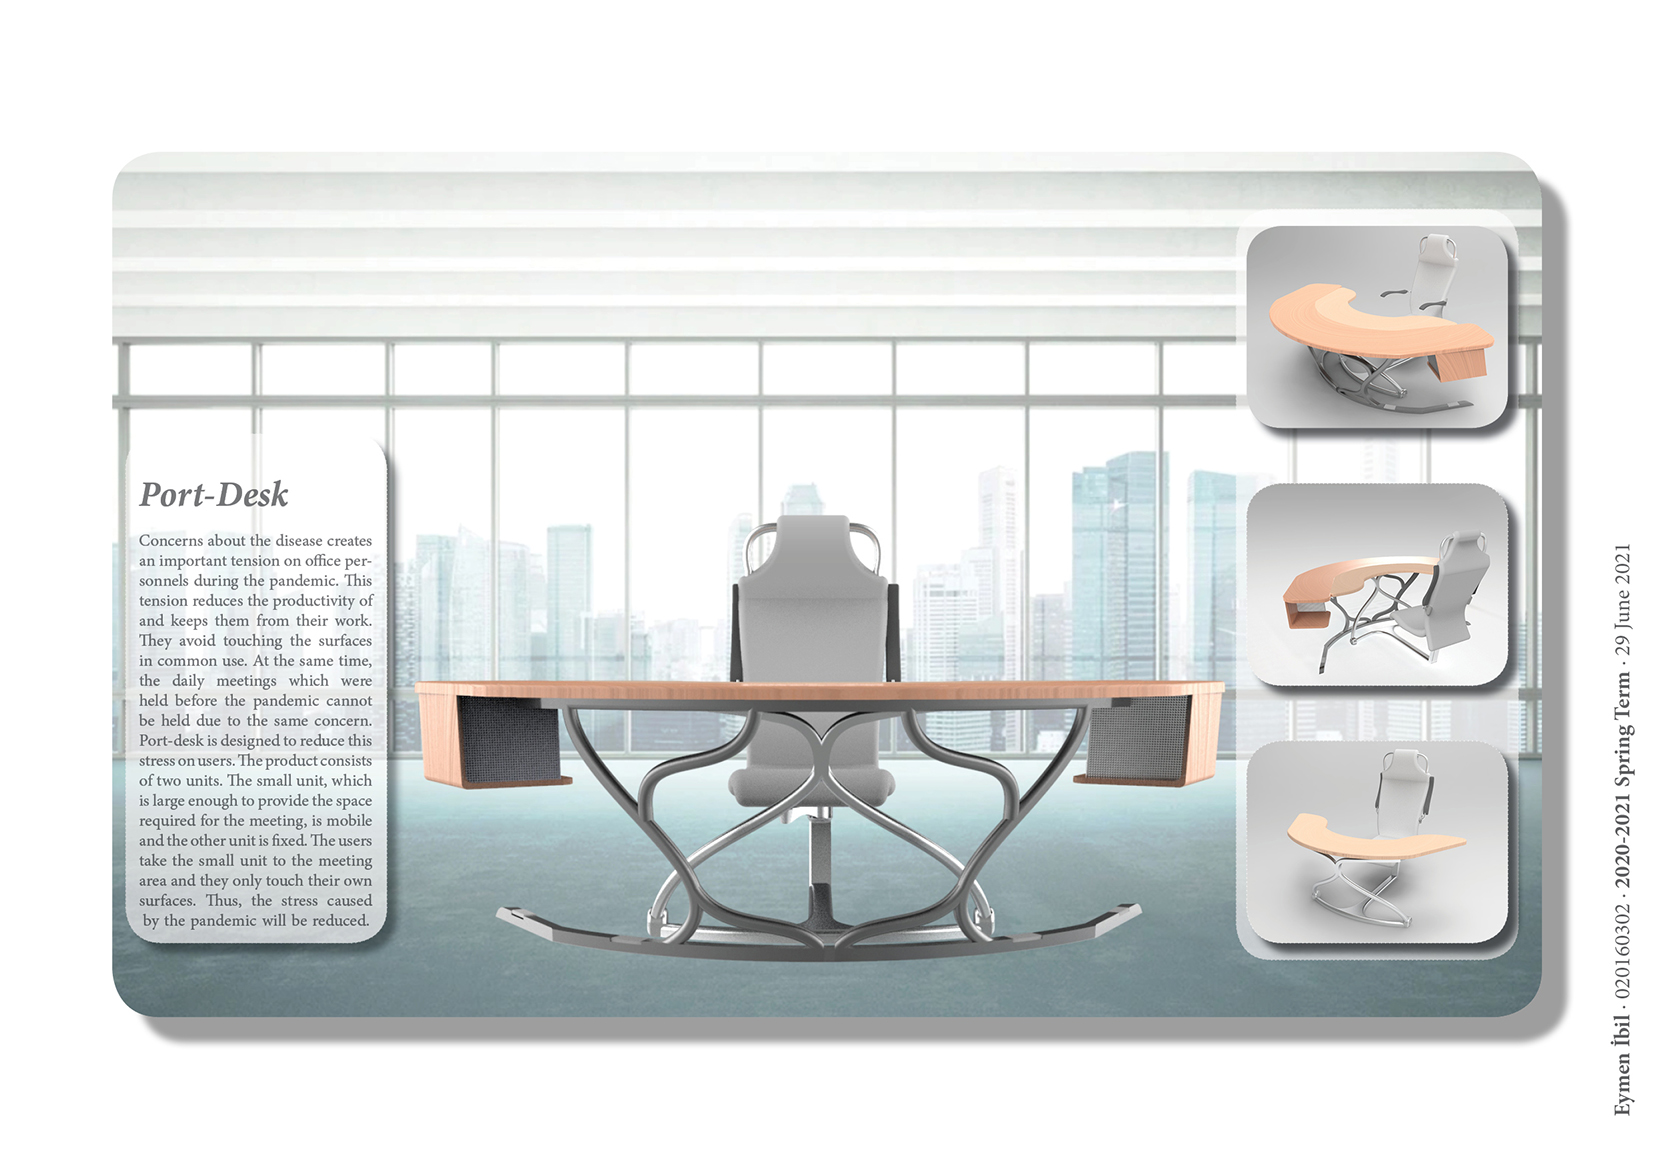 Port-Desk
Concerns about the disease creates
an important tension on office per-
sonnels during the pandemic. This
tension reduces the productivity of
and keeps them from their work.
They avoid touching the surfaces
in common use. At the same time,
the daily meetings which were
held before the pandemic cannot
be held due to the same concern.
Port-desk is designed to reduce this
stress on users. The product consists
of two units. The small unit, which
is large enough to provide the space
required for the meeting, is mobile
and the other unit is fixed. The users
take the small unit to the meeting
area and they only touch their own
surfaces. Thus, the stress caused
by the pandemic will be reduced.
Eymen İbil · 020160302 · 2020-2021 Spring Term · 29 June 2021